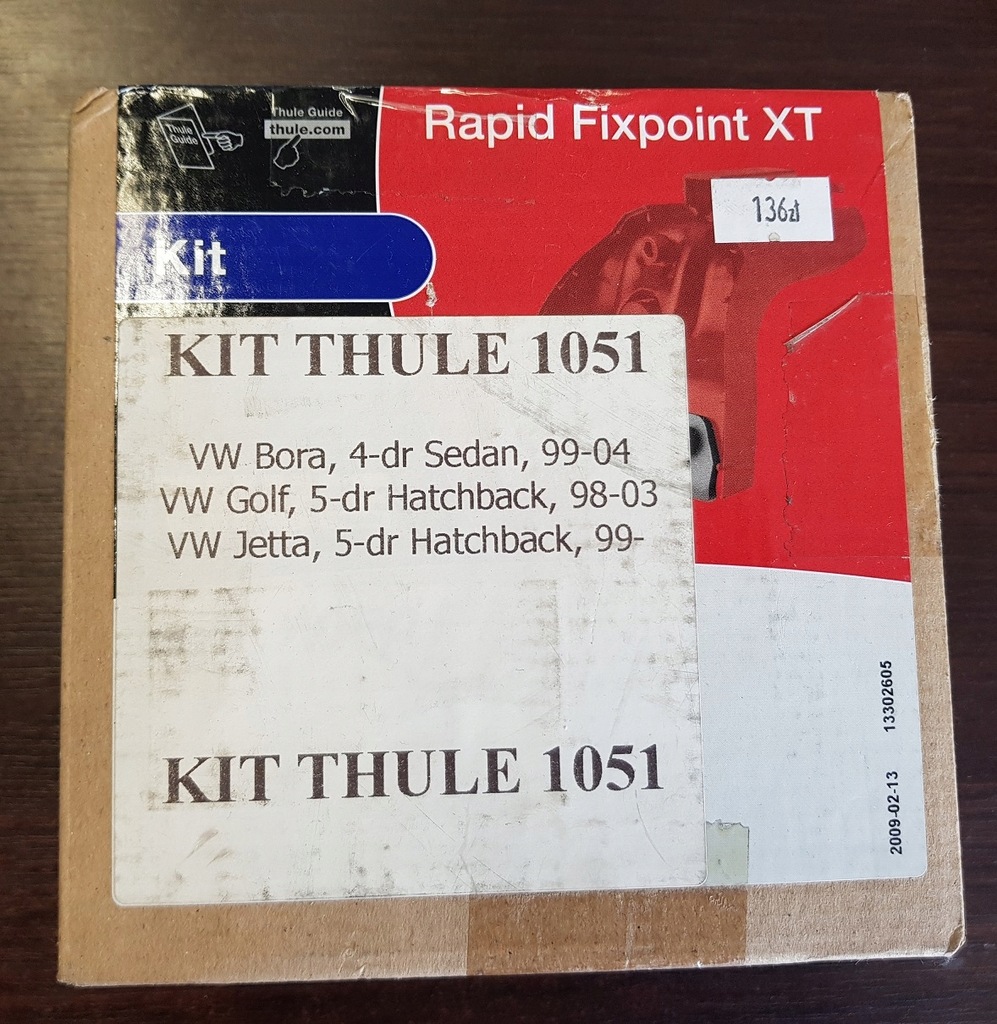 Thule Guide
Thule Guide
thule.com
Rapid Fixpoint XT
136zł
Kit
KIT THULE 1051
VW Bora, 4-dr Sedan, 99-04
VW Golf, 5-dr Hatchback, 98-03
VW Jetta, 5-dr Hatchback, 99-
KIT THULE 1051
13302605
2009-02-13